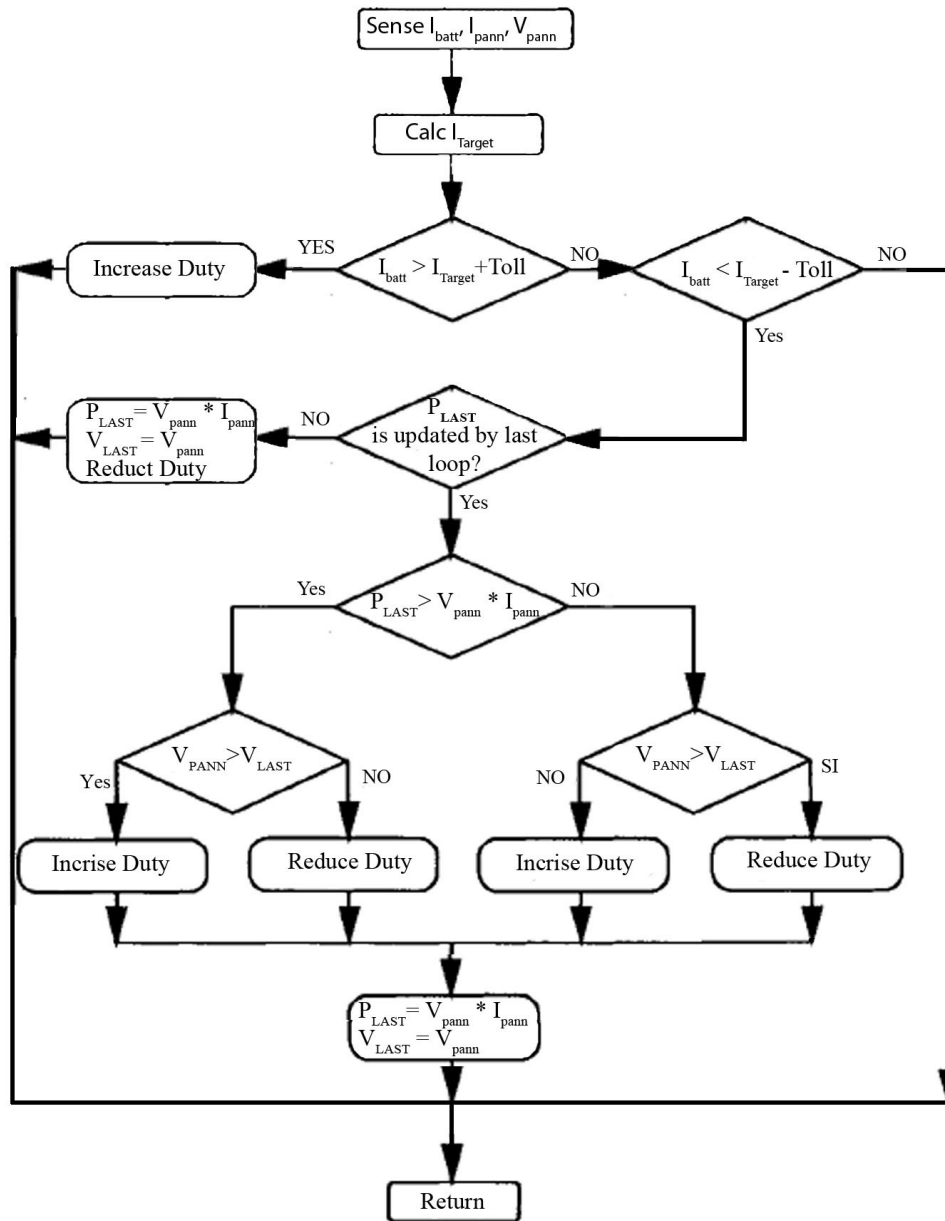 Sense I_batt, I_pann, V_pann
Calc I_Target
YES
NO
NO
Increase Duty
I_batt > I_Target+Toll
I_batt < I_Target - Toll
Yes
P_LAST = V_pann * I_pann
V_LAST = V_pann
Reduct Duty
NO
P_LAST
is updated by last
loop?
Yes
Yes
P_LAST > V_pann * I_pann
NO
V_PANN>V_LAST
V_PANN>V_LAST
Yes
NO
NO
SI
Incrise Duty
Reduce Duty
Incrise Duty
Reduce Duty
P_LAST = V_pann * I_pann
V_LAST = V_pann
Return